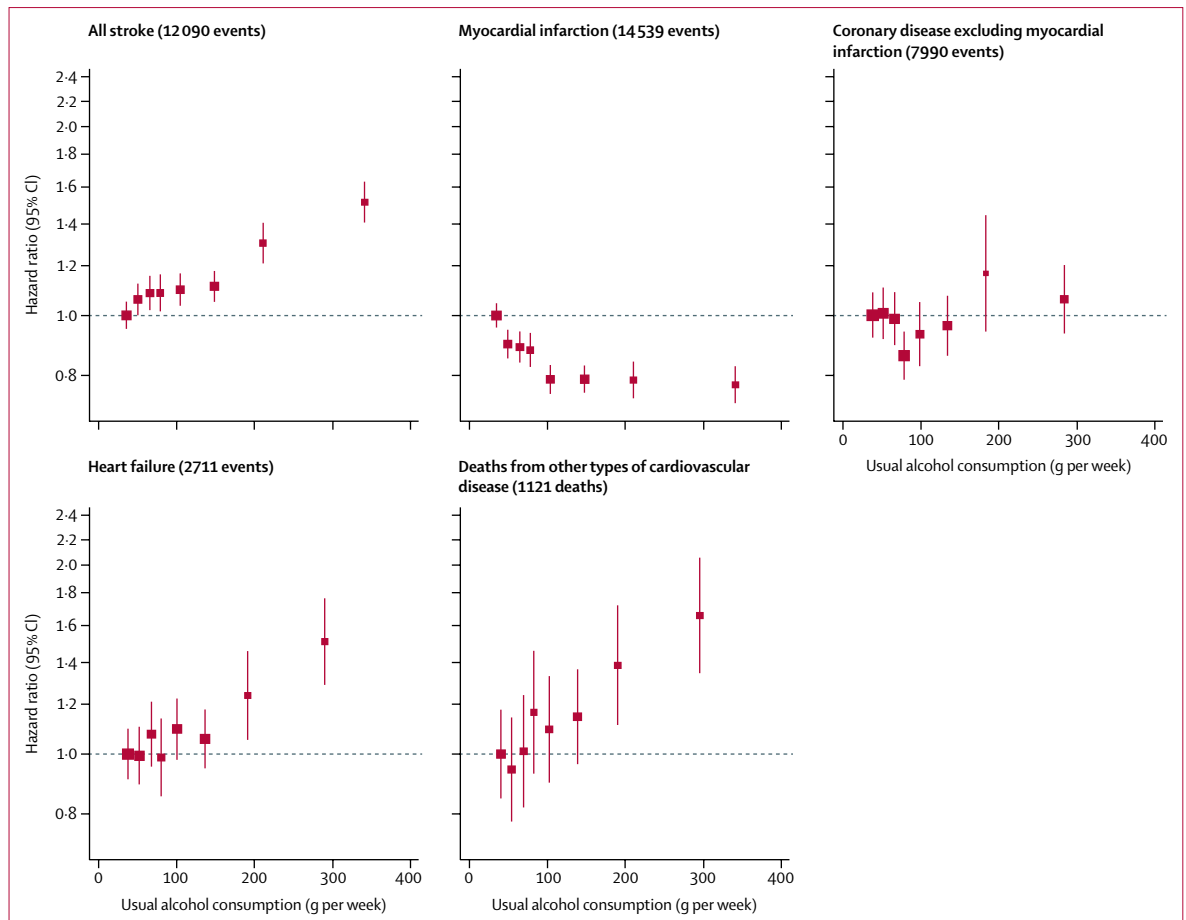 All stroke (12 090 events)
Hazard ratio (95% CI)
2·4
2·2
2·0
1·8
1·6
1·4
1·2
1·0
0·8
Myocardial infarction (14 539 events)
Coronary disease excluding myocardial
infarction (7990 events)
0 100 200 300 400
Usual alcohol consumption (g per week)
Heart failure (2711 events)
Hazard ratio (95% CI)
2·4
2·2
2·0
1·8
1·6
1·4
1·2
1·0
0·8
0 100 200 300 400
Usual alcohol consumption (g per week)
Deaths from other types of cardiovascular
disease (1121 deaths)
0 100 200 300 400
Usual alcohol consumption (g per week)